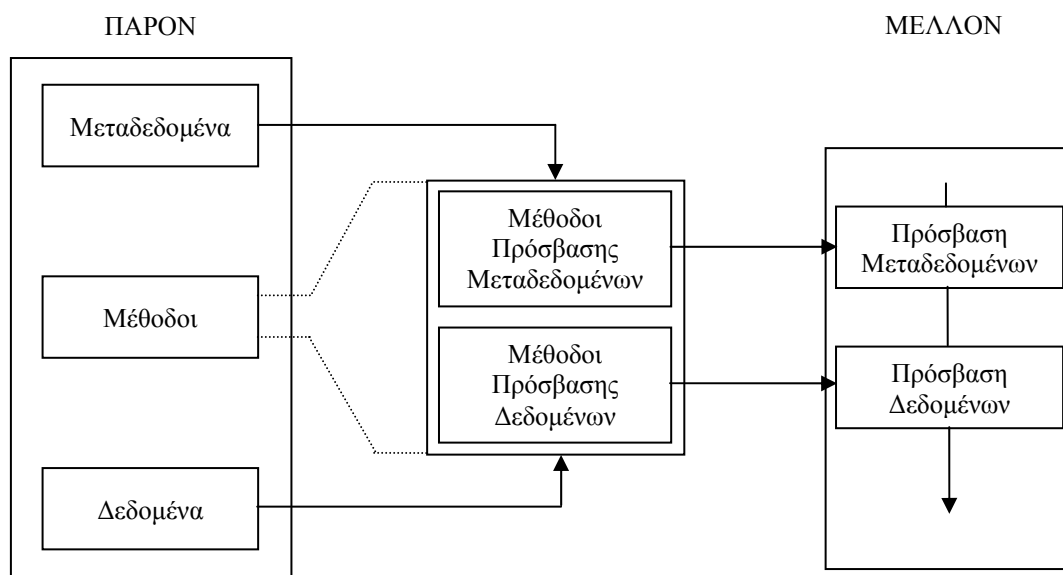 ΠΑΡΟΝ
ΜΕΛΛΟΝ
Μεταδεδομένα
Μέθοδοι
Δεδομένα
Μέθοδοι
Πρόσβασης
Μεταδεδομένων
Μέθοδοι
Πρόσβασης
Δεδομένων
Πρόσβαση
Μεταδεδομένων
Πρόσβαση
Δεδομένων